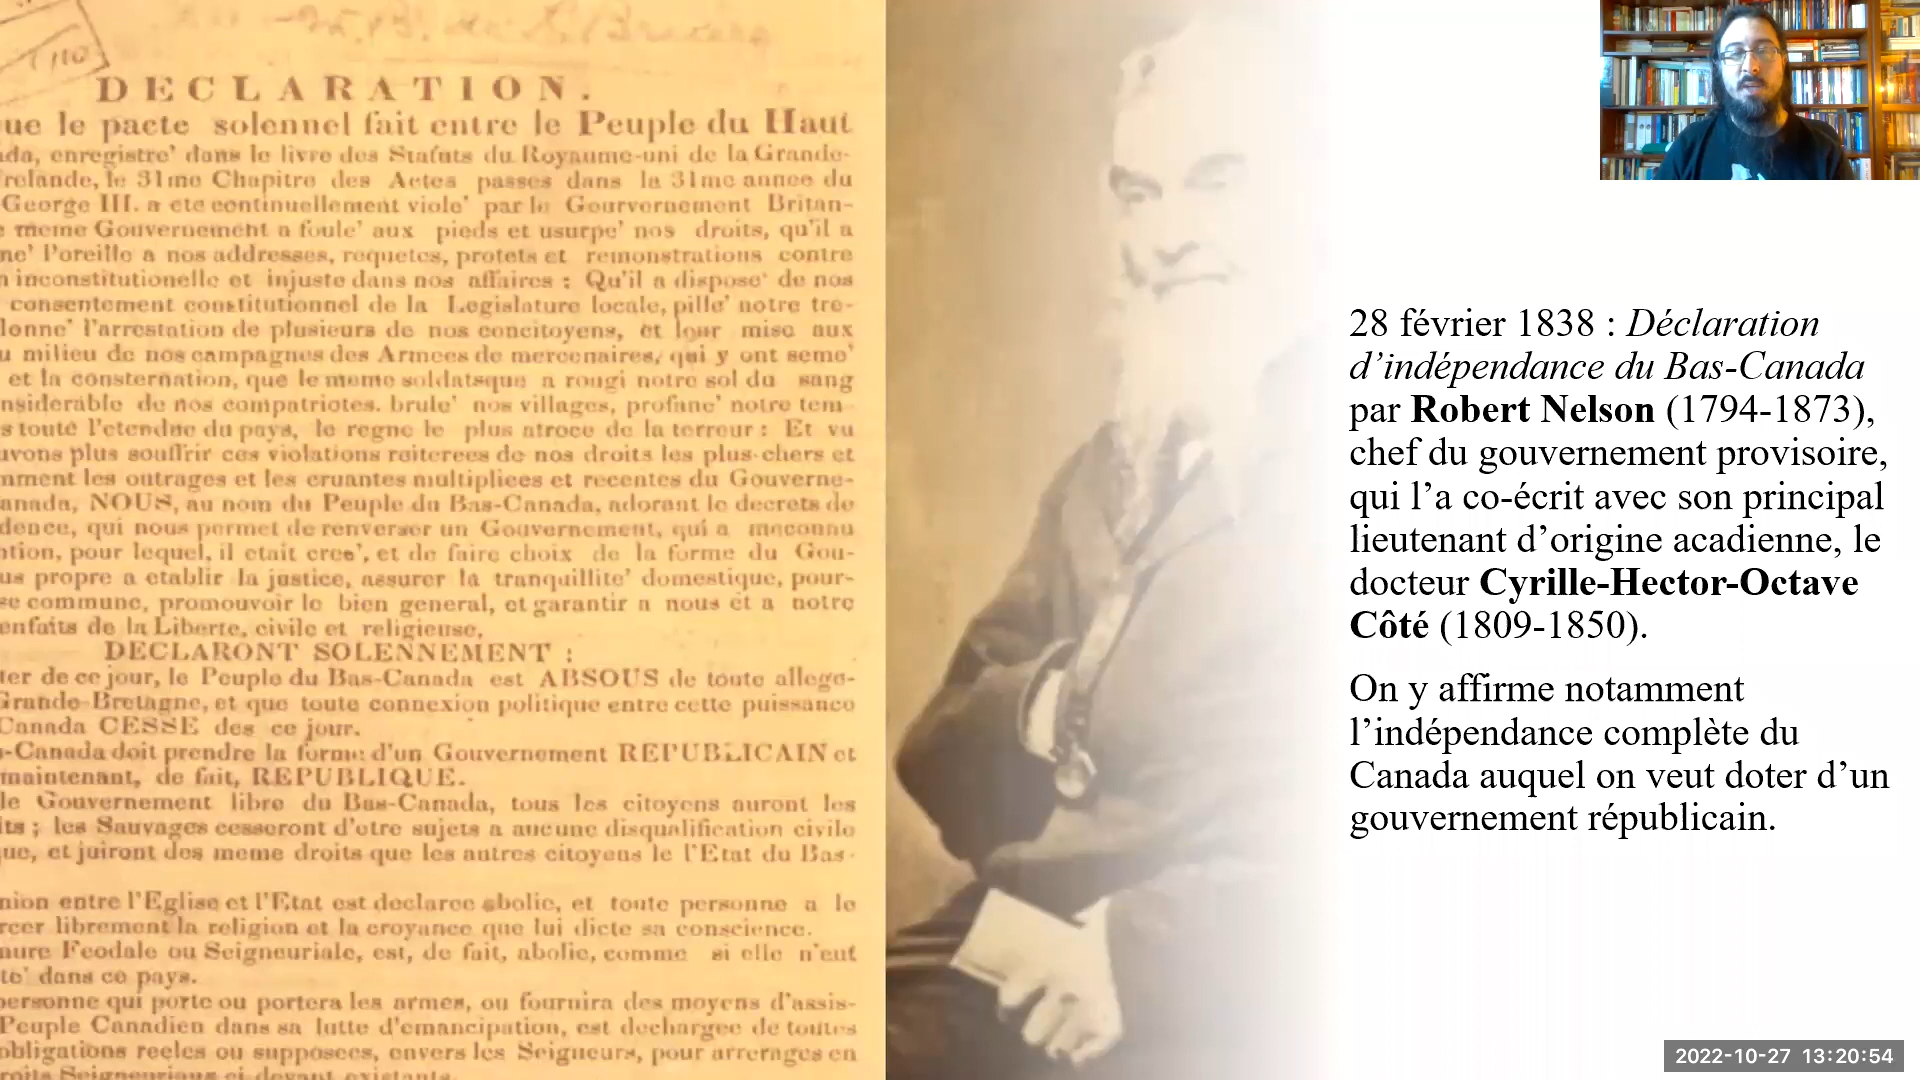 (110
DECLARATION.
ue le pacte solennel fait entre le Peuple du Haut
da, enregistre' dans le livre des Statuts du Royaume-uni de la Grande-
relande, le 31me Chapitre des Actes passes dans la 31me annee du
George III. a ete continuellement viole' par le Gourvernement Britan-
meme Gouvernement a foule' aux pieds et usurpe' nos droits, qu'il a
ne' l'oreille a nos addresses, requetes, protets et remonstrations contre
n inconstitutionelle et injuste dans nos affaires : Qu'il a dispose' de nos
consentement constitutionnel de la Legislature locale, pille' notre tre-
lonne' l'arrestation de plusieurs de nos concitoyens, et leur mise aux
u milieu de nos campagnes des Armees de mercenaires, qui y ont seme'
et la consternation, que le meme soldatsque a rougi notre sol du sang
nsiderable de nos compatriotes. brule' nos villages, profane' notre tem-
s toute l'etendue du pays, le regne le plus atroce de la terreur : Et vu
uvons plus souffrir ces violations reiterees de nos droits les plus-chers et
mment les outrages et les cruantes multiplices et recentes du Gouverne-
anada, NOUS, au nom du Peuple du Bas-Canada, adorant le decrets de
dence, qui nous permet de renverser un Gouvernement, qui a meconnu
ntion, pour lequel, il etait cree', et de faire choix de la forme du Gou-
us propre a etablir la justice, assurer la tranquillite' domestique, pour-
se commune, promouvoir le bien general, et garantir a nous et a notre
enfaits de la Liberte, civile et religieuse,
DECLARONT SOLENNEMENT :
ter de ce jour, le Peuple du Bas-Canada est ABSOUS de toute allege-
Grande-Bretagne, et que toute connexion politique entre cette puissance
Canada CESSE des ce jour.
s-Canada doit prendre la forme d'un Gouvernement REPUBLICAIN et
maintenant, de fait, REPUBLIQUE.
le Gouvernement libre du Bas-Canada, tous les citoyens auront les
its ; les Sauvages cesseront d'etre sujets a aucune disqualification civile
que, et juiront des meme droits que les autres citoyens le l'Etat du Bas-
nion entre l'Eglise et l'Etat est declaree abolie, et toute personne a le
rcer librement la religion et la croyance que lui dicte sa conscience.
nure Feodale ou Seigneuriale, est, de fait, abolie, comme si elle n'eut
te' dans ce pays.
personne qui porte ou portera les armes, ou fournira des moyens d'assis-
Peuple Canadien dans sa lutte d'emancipation, est dechargee de toutes
obligations reeles ou supposees, envers les Seigneurs, pour arrerages en
roits Seigneuriaux ci devant existants.
28 février 1838 : Déclaration
d’indépendance du Bas-Canada
par Robert Nelson (1794-1873),
chef du gouvernement provisoire,
qui l’a co-écrit avec son principal
lieutenant d’origine acadienne, le
docteur Cyrille-Hector-Octave
Côté (1809-1850).
On y affirme notamment
l’indépendance complète du
Canada auquel on veut doter d’un
gouvernement républicain.
2022-10-27 13:20:54